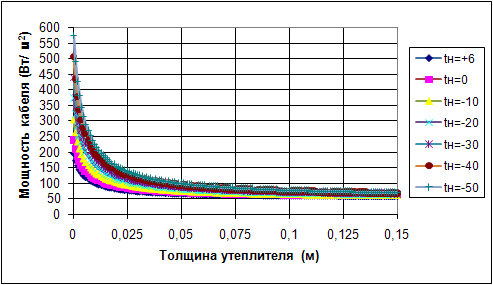 Мощность кабеля (Вт/ м²)
600
550
500
450
400
350
300
250
200
150
100
50
0
0 0,025 0,05 0,075 0,1 0,125 0,15
Толщина утеплителя (м)
tн=+6
tн=0
tн=-10
tн=-20
tн=-30
tн=-40
tн=-50